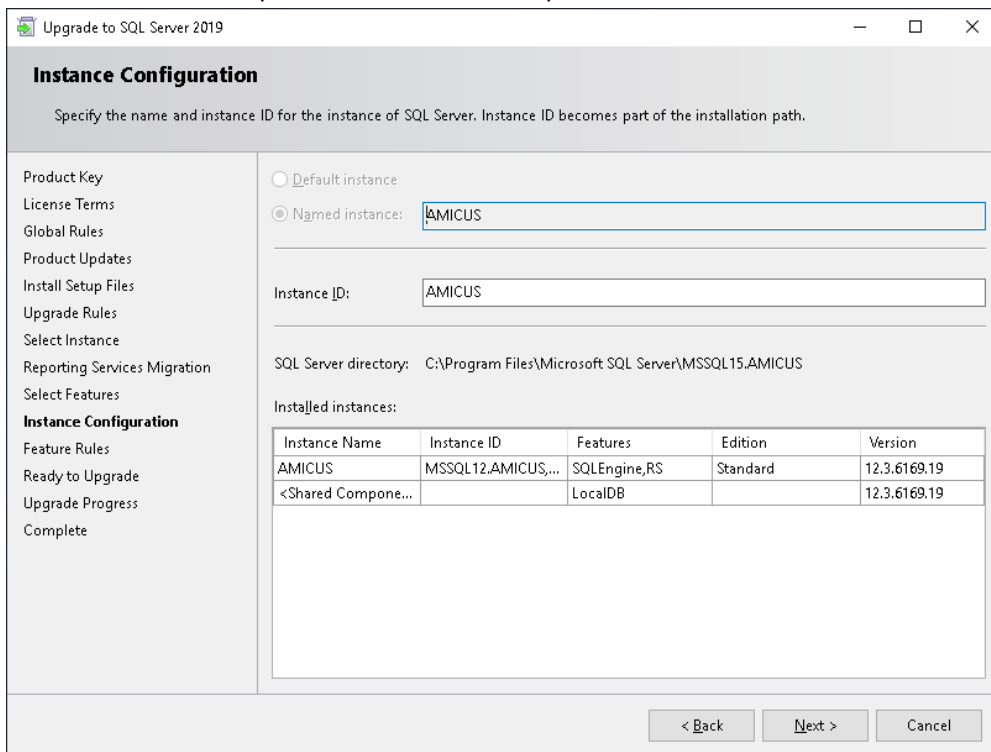 Upgrade to SQL Server 2019
Instance Configuration
Specify the name and instance ID for the instance of SQL Server. Instance ID becomes part of the installation path.
Product Key
License Terms
Global Rules
Product Updates
Install Setup Files
Upgrade Rules
Select Instance
Reporting Services Migration
Select Features
Instance Configuration
Feature Rules
Ready to Upgrade
Upgrade Progress
Complete
Default instance
Named instance: AMICUS
Instance ID: AMICUS
SQL Server directory: C:\Program Files\Microsoft SQL Server\MSSQL15.AMICUS
Installed instances:
Instance Name Instance ID Features Edition Version
AMICUS MSSQL12.AMICUS,... SQLEngine,RS Standard 12.3.6169.19
<Shared Compone... LocalDB 12.3.6169.19
< Back Next > Cancel